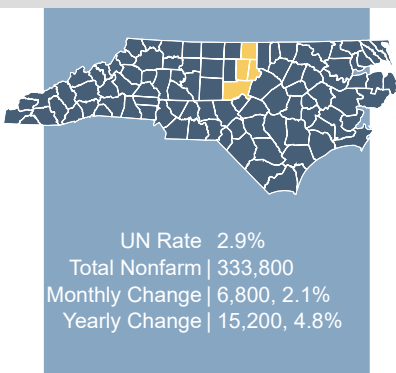 UN Rate 2.9%
Total Nonfarm | 333,800
Monthly Change | 6,800, 2.1%
Yearly Change | 15,200, 4.8%